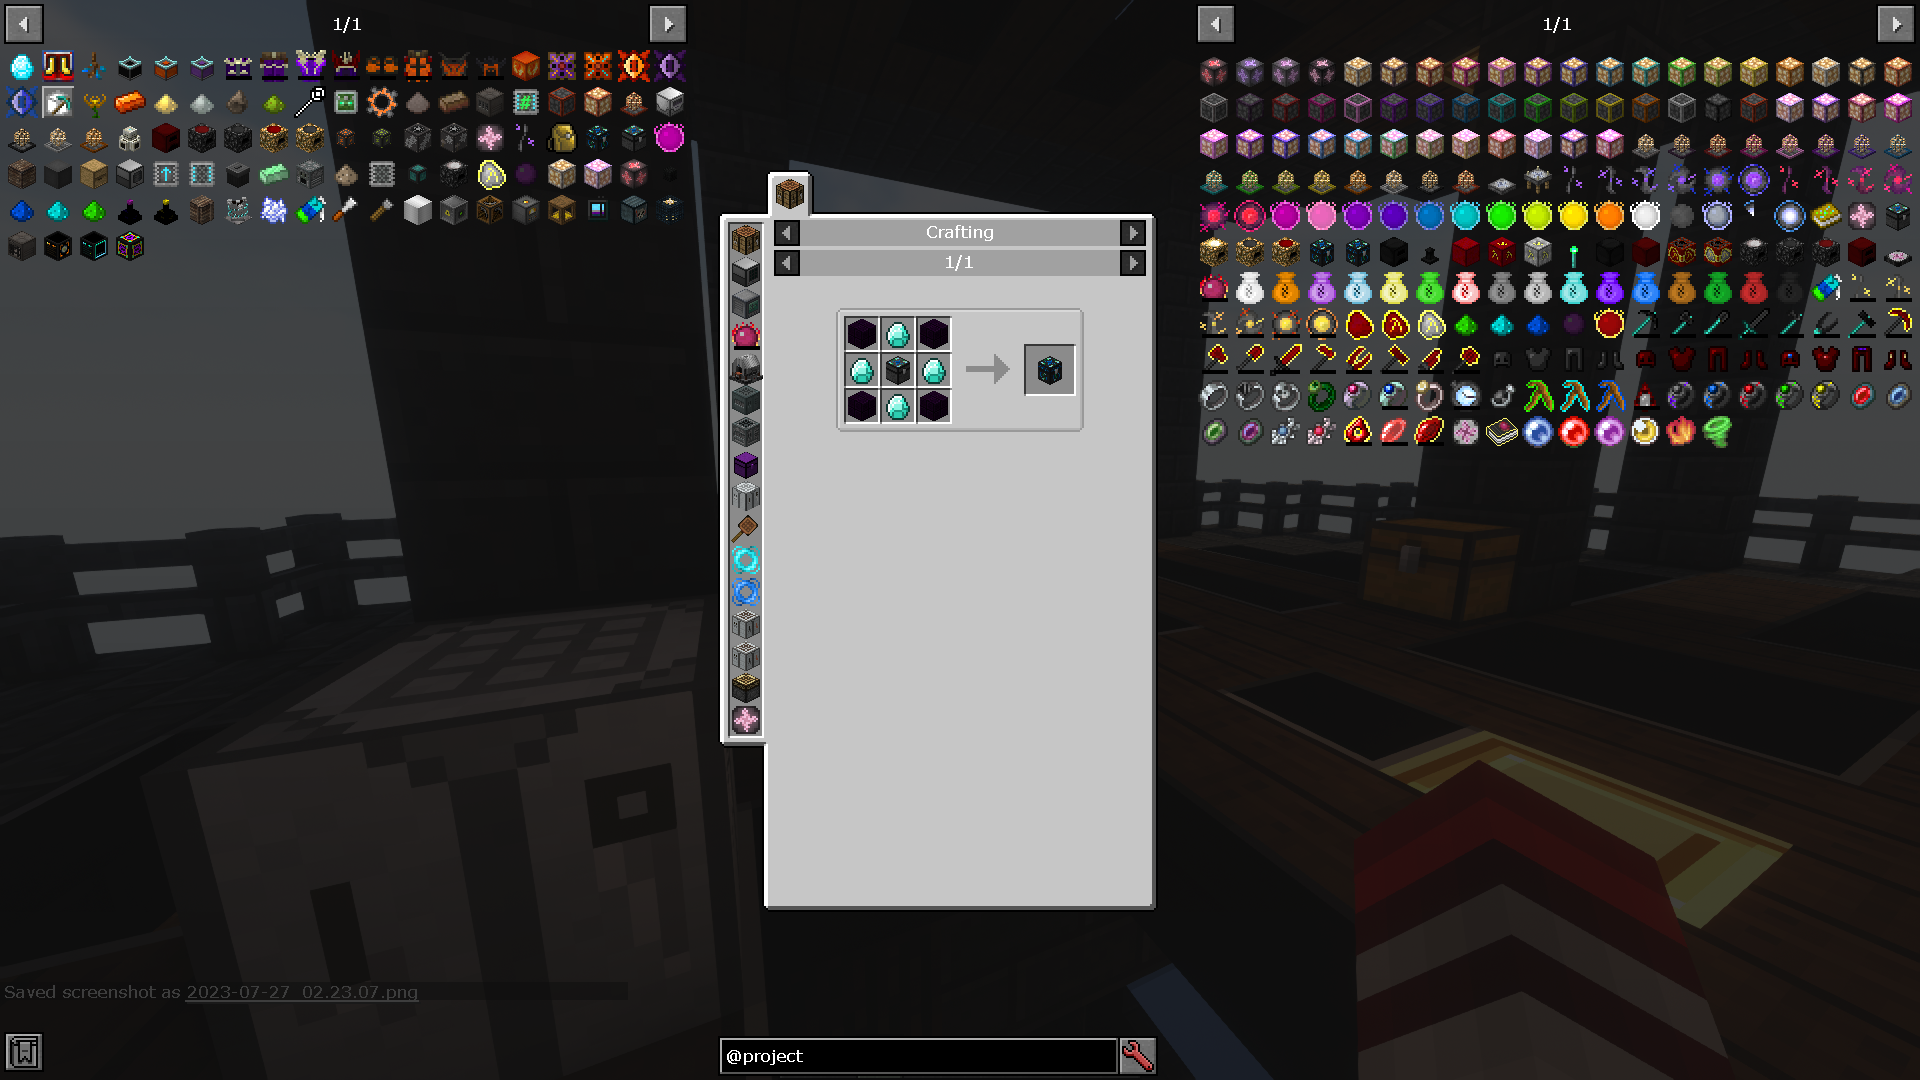 1/1
1/1
Crafting
1/1
Saved screenshot as 2023-07-27_02.23.07.png
@project